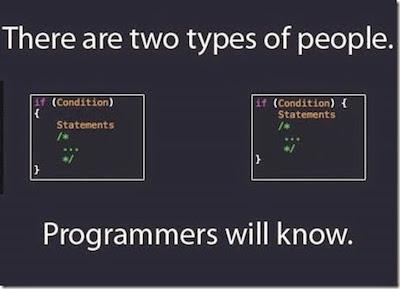 There are two types of people.
if (Condition)
{
Statements
/*
...
*/
}
if (Condition) {
Statements
/*
...
*/
}
Programmers will know.